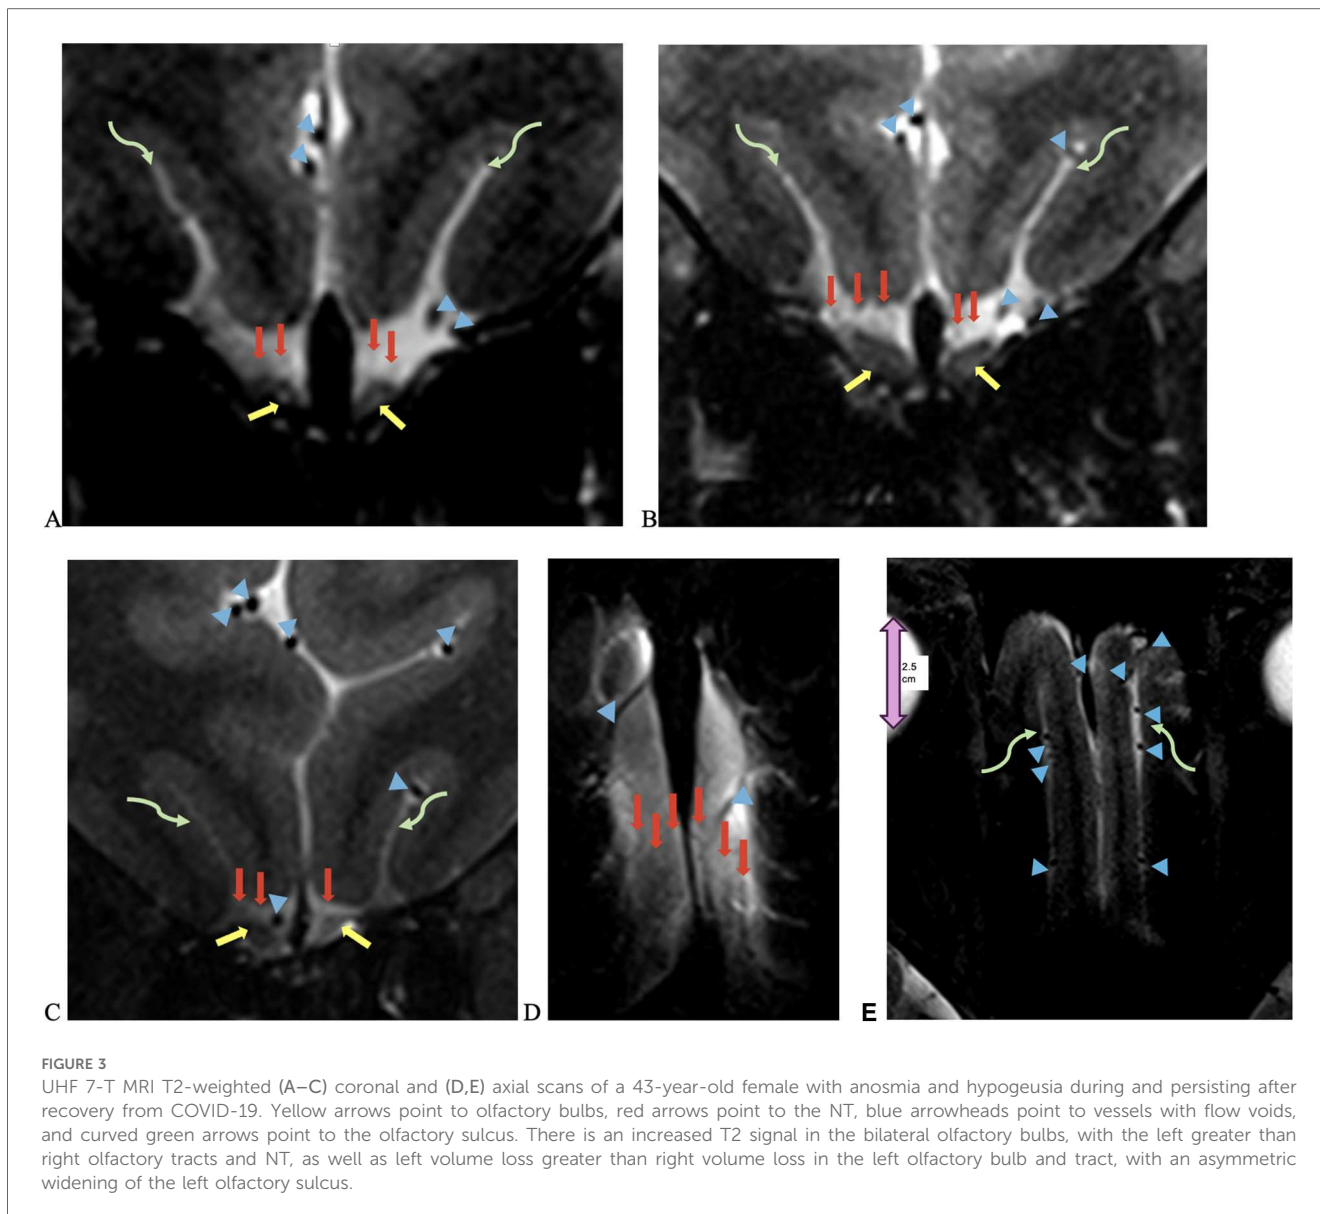 A
B
2.5
cm
C
D
E
FIGURE 3
UHF 7-T MRI T2-weighted (A–C) coronal and (D,E) axial scans of a 43-year-old female with anosmia and hypogeusia during and persisting after
recovery from COVID-19. Yellow arrows point to olfactory bulbs, red arrows point to the NT, blue arrowheads point to vessels with flow voids,
and curved green arrows point to the olfactory sulcus. There is an increased T2 signal in the bilateral olfactory bulbs, with the left greater than
right olfactory tracts and NT, as well as left volume loss greater than right volume loss in the left olfactory bulb and tract, with an asymmetric
widening of the left olfactory sulcus.